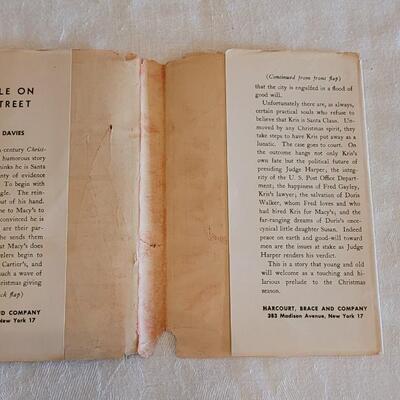 LE ON
TREET
DAVIES
-century Christ-
humorous story
hinks he is Santa
enty of evidence
To begin with
ngle. The rein-
out of his hand.
ome to Macy's to
convinced he is
are their par-
he sends them
at Macy's does
elers begin to
Cartier's, and
uch a wave of
hristmas giving
ck flap)
ND COMPANY
New York 17
(Continued from front flap)
that the city is engulfed in a flood of
good will.
Unfortunately there are, as always,
certain practical souls who refuse to
believe that Kris is Santa Claus. Un-
moved by any Christmas spirit, they
take steps to have Kris put away as a
lunatic. The case goes to court. On
the outcome hangs not only Kris's
own fate but the political future of
presiding Judge Harper; the integ-
rity of the U. S. Post Office Depart-
ment; the happiness of Fred Gayley,
Kris's lawyer; the salvation of Doris
Walker, whom Fred loves and who
had hired Kris for Macy's; and the
far-ranging dreams of Doris's once-
cynical little daughter Susan. Indeed
peace on earth and good-will toward
men are the issues at stake as Judge
Harper renders his verdict.
This is a story that young and old
will welcome as a touching and hi-
larious prelude to the Christmas
season.
HARCOURT, BRACE AND COMPANY
383 Madison Avenue, New York 17